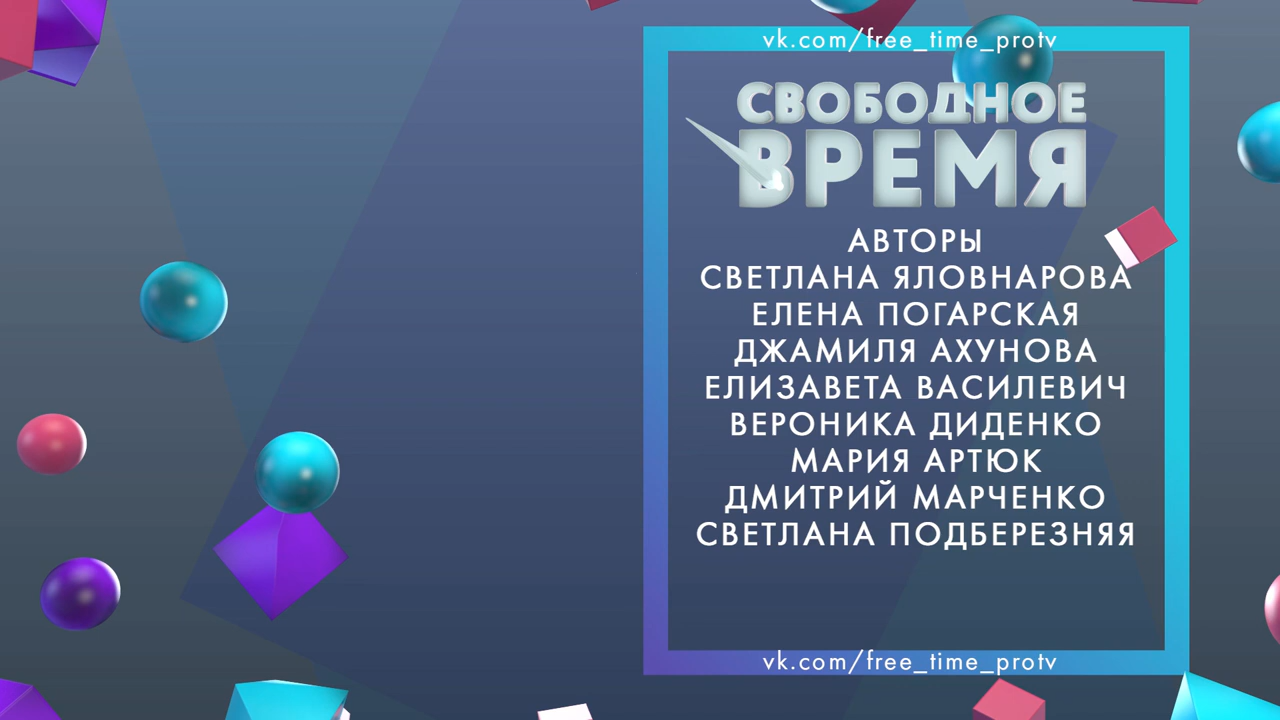 vk.com/free_time_protv
СВОБОДНОЕ
ВРЕМЯ
АВТОРЫ
СВЕТЛАНА ЯЛОВНАРОВА
ЕЛЕНА ПОГАРСКАЯ
ДЖАМИЛЯ АХУНОВА
ЕЛИЗАВЕТА ВАСИЛЕВИЧ
ВЕРОНИКА ДИДЕНКО
МАРИЯ АРТЮК
ДМИТРИЙ МАРЧЕНКО
СВЕТЛАНА ПОДБЕРЕЗНЯЯ
vk.com/free_time_protv